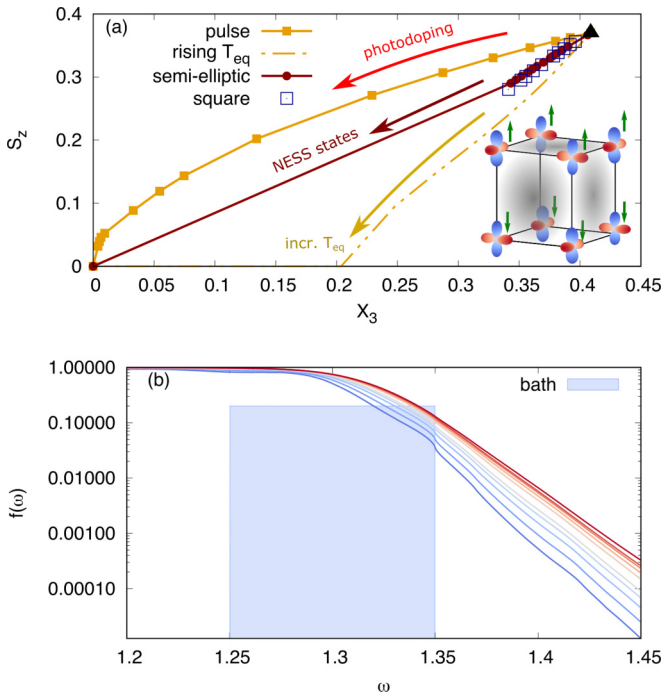 (a)
pulse
rising T_eq
semi-elliptic
square
photodoping
NESS states
incr. T_eq
S_z
0.4
0.3
0.2
0.1
0
0 0.05 0.1 0.15 0.2 0.25 0.3 0.35 0.4 0.45
X_3
(b)
bath
f(ω)
1.00000
0.10000
0.01000
0.00100
0.00010
1.2 1.25 1.3 1.35 1.4 1.45
ω